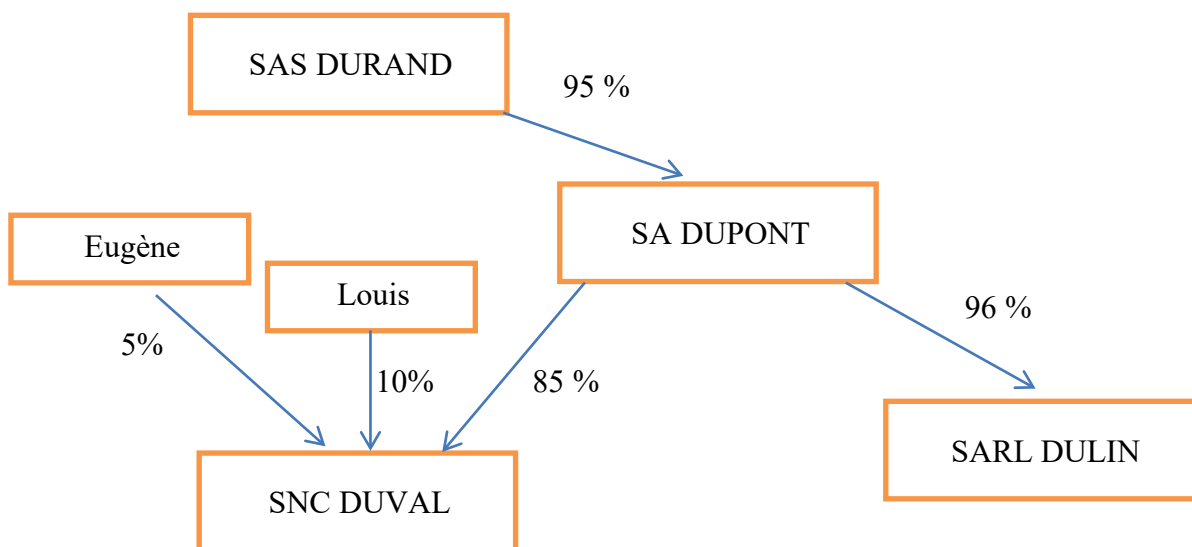 SAS DURAND
95 %
SA DUPONT
Eugène
Louis
96 %
5%
10%
85 %
SARL DULIN
SNC DUVAL